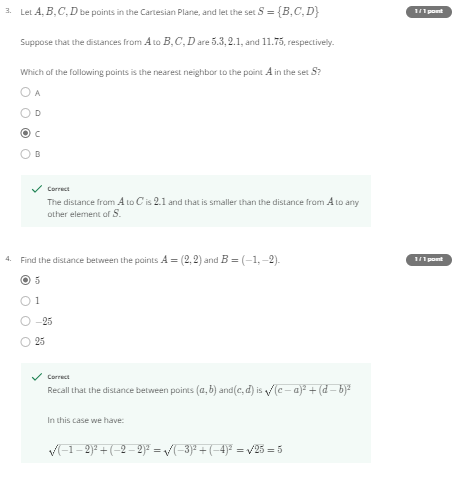 3. Let A, B, C, D be points in the Cartesian Plane, and let the set S = {B, C, D}
1 / 1 point
Suppose that the distances from A to B, C, D are 5.3, 2.1, and 11.75, respectively.
Which of the following points is the nearest neighbor to the point A in the set S?
A
D
C
B
Correct
The distance from A to C is 2.1 and that is smaller than the distance from A to any
other element of S.
4. Find the distance between the points A = (2, 2) and B = (−1, −2).
1 / 1 point
5
1
−25
25
Correct
Recall that the distance between points (a, b) and(c, d) is √(c − a)² + (d − b)²
In this case we have:
√(−1 − 2)² + (−2 − 2)² = √(−3)² + (−4)² = √25 = 5